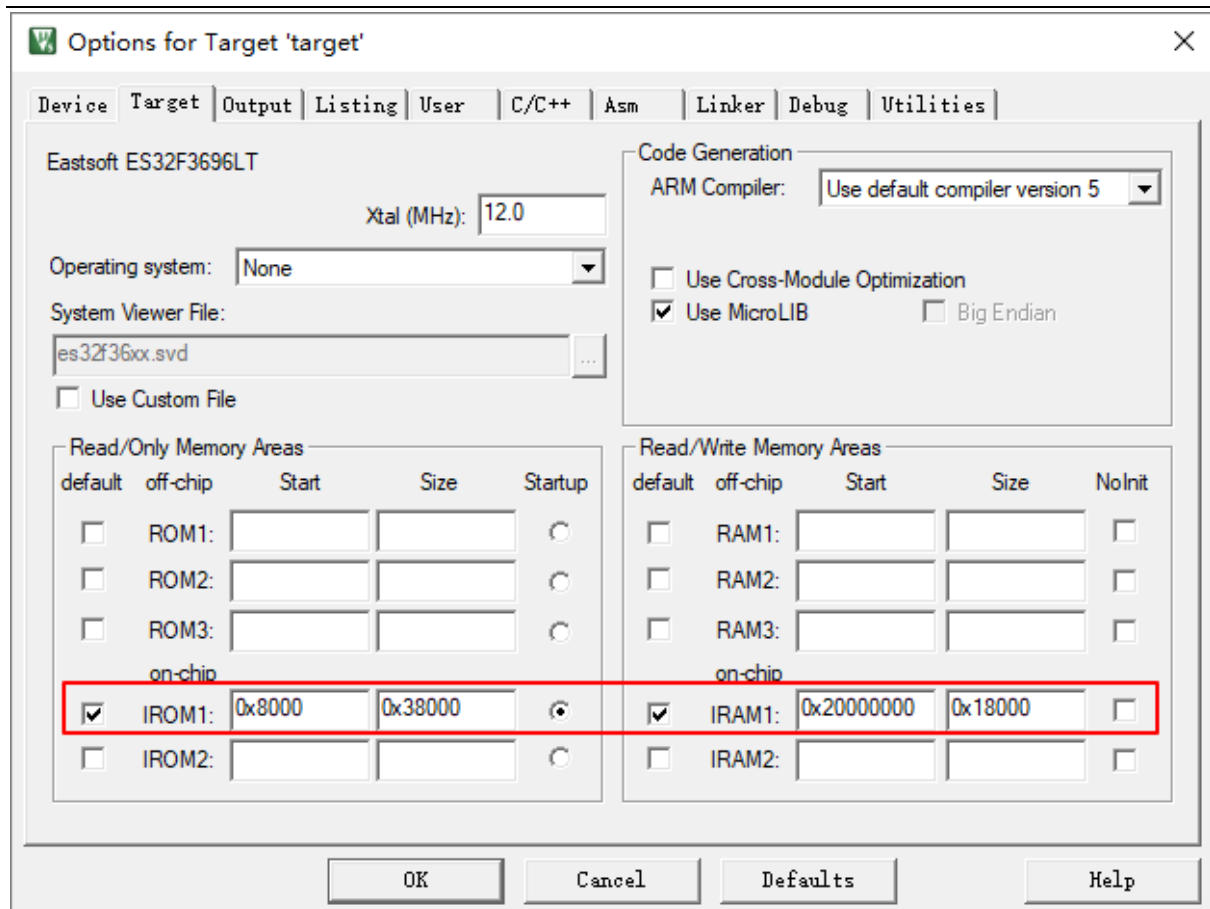 Options for Target 'target'
Device Target Output Listing User C/C++ Asm Linker Debug Utilities
Eastsoft ES32F3696LT
Xtal (MHz): 12.0
Operating system: None
System Viewer File:
es32f36xx.svd ...
Use Custom File
Code Generation
ARM Compiler: Use default compiler version 5
Use Cross-Module Optimization
Use MicroLIB Big Endian
Read/Only Memory Areas
default off-chip Start Size Startup
ROM1:
ROM2:
ROM3:
on-chip
IROM1: 0x8000 0x38000
IROM2:
Read/Write Memory Areas
default off-chip Start Size NoInit
RAM1:
RAM2:
RAM3:
on-chip
IRAM1: 0x20000000 0x18000
IRAM2:
OK Cancel Defaults Help